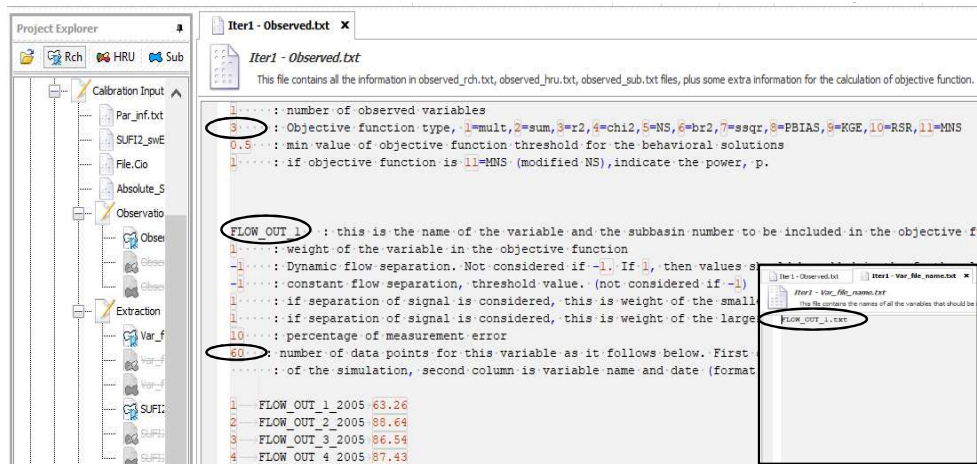 Project Explorer
Rch HRU Sub
Calibration Input
Par_inf.txt
SUFI2_swE
File.Cio
Absolute_S
Observatio
Obser
Obser
Obser
Extraction
Var_f
Var_f
Var_f
SUFI2
SUFI2
SUFI2
Iter1 - Observed.txt
Iter1 - Observed.txt
This file contains all the information in observed_rch.txt, observed_hru.txt, observed_sub.txt files, plus some extra information for the calculation of objective function.
1 : number of observed variables
3 : Objective function type, 1=mult,2=sum,3=r2,4=chi2,5=NS,6=br2,7=ssqr,8=PBIAS,9=KGE,10=RSR,11=MNS
0.5 : min value of objective function threshold for the behavioral solutions
1 : if objective function is 11=MNS (modified NS),indicate the power, p.
FLOW_OUT_1 : this is the name of the variable and the subbasin number to be included in the objective f
1 : weight of the variable in the objective function
-1 : Dynamic flow separation. Not considered if -1. If 1, then values
-1 : constant flow separation, threshold value. (not considered if -1)
1 : if separation of signal is considered, this is weight of the smalle
1 : if separation of signal is considered, this is weight of the large
10 : percentage of measurement error
60 : number of data points for this variable as it follows below. First
: of the simulation, second column is variable name and date (format
1 FLOW_OUT_1_2005 63.26
2 FLOW_OUT_2_2005 88.64
3 FLOW_OUT_3_2005 86.54
4 FLOW_OUT_4_2005 87.43
Iter1 - Observed.txt
Iter1 - Var_file_name.txt
Iter1 - Var_file_name.txt
This file contains the names of all the variables that should be
FLOW_OUT_1.txt